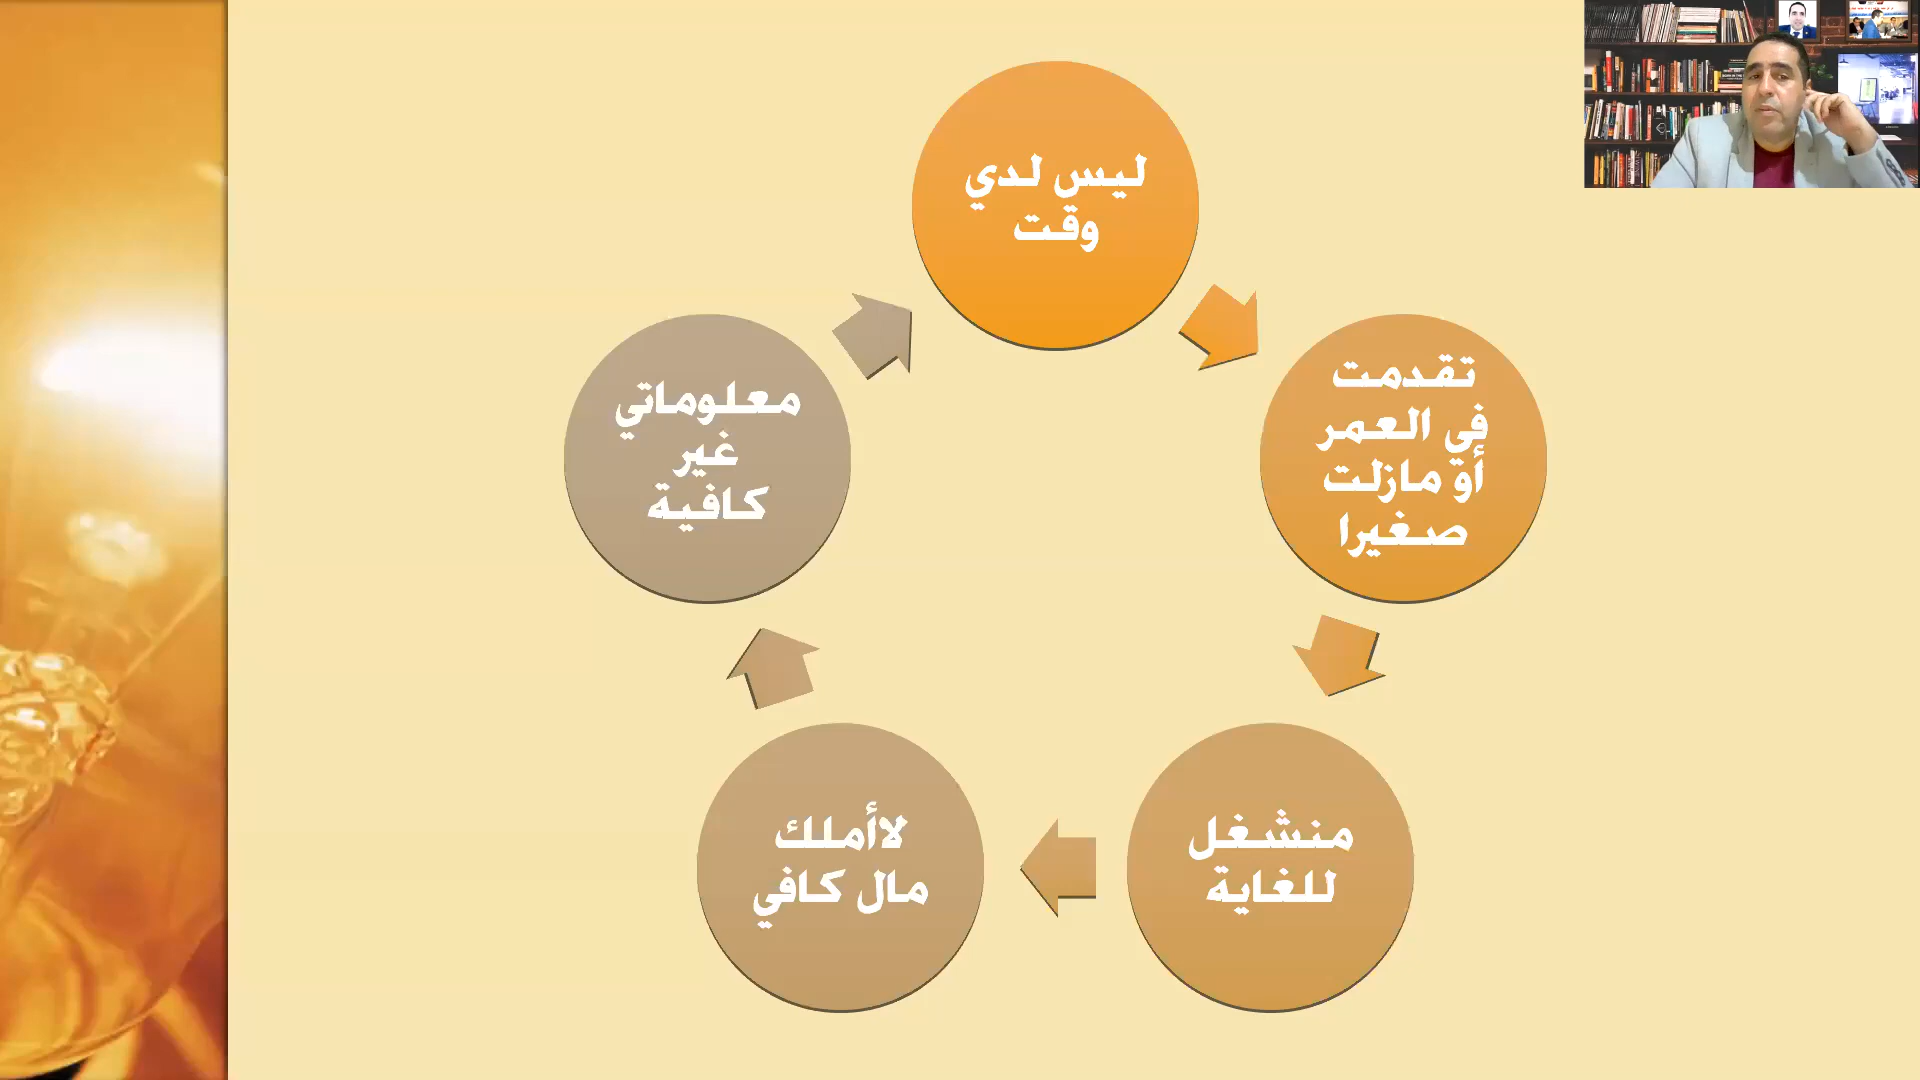 ليس لدي
وقت
تقدمت
في العمر
أو مازلت
صغيرا
منشغل
للغاية
لاأملك
مال كافي
معلوماتي
غير
كافية